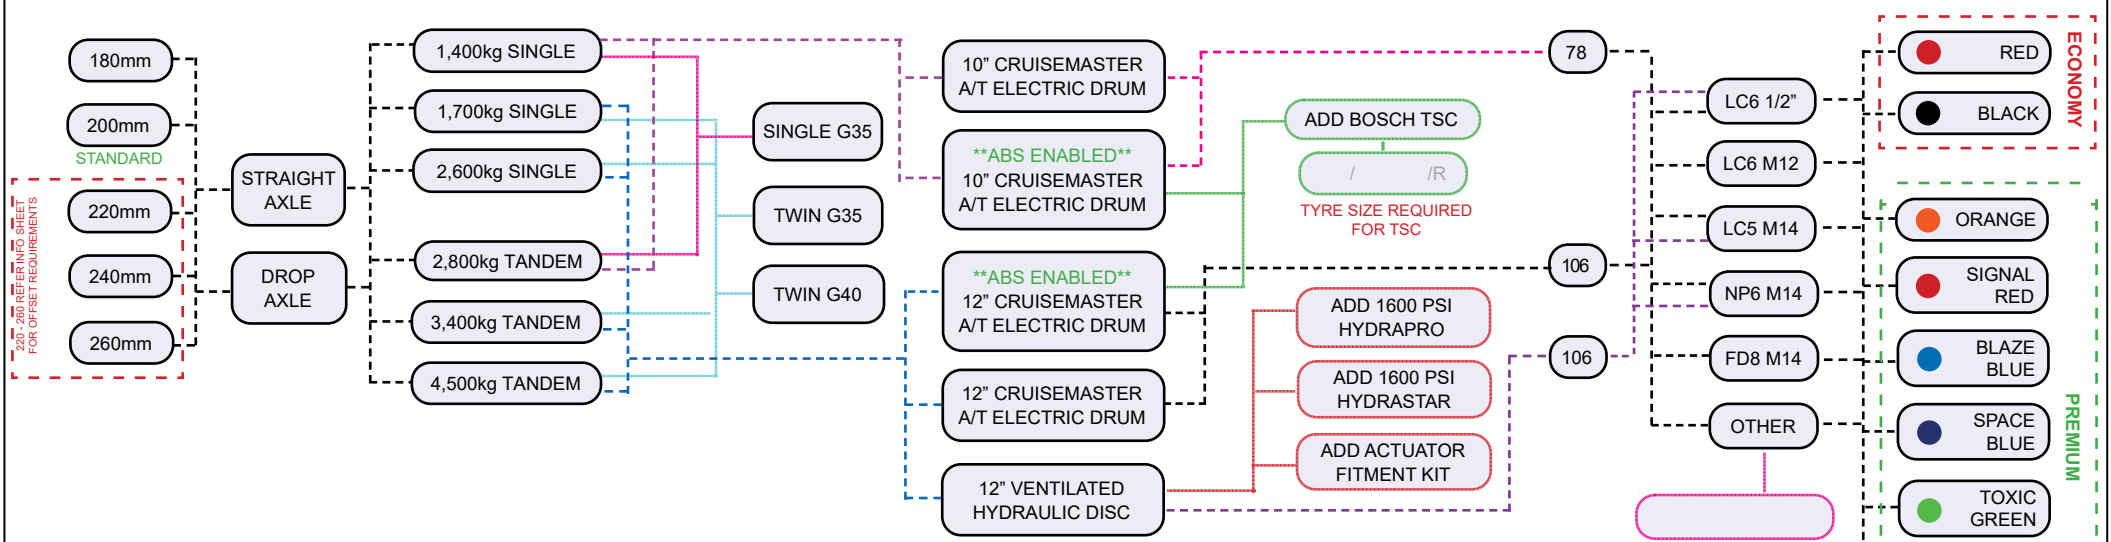 180mm
200mm
STANDARD
220mm
240mm
260mm
220 - 260 REFER INFO SHEET
FOR OFFSET REQUIREMENTS
STRAIGHT
AXLE
DROP
AXLE
1,400kg SINGLE
1,700kg SINGLE
2,600kg SINGLE
2,800kg TANDEM
3,400kg TANDEM
4,500kg TANDEM
SINGLE G35
TWIN G35
TWIN G40
10” CRUISEMASTER
A/T ELECTRIC DRUM
**ABS ENABLED**
10” CRUISEMASTER
A/T ELECTRIC DRUM
**ABS ENABLED**
12” CRUISEMASTER
A/T ELECTRIC DRUM
12” CRUISEMASTER
A/T ELECTRIC DRUM
12” VENTILATED
HYDRAULIC DISC
ADD BOSCH TSC
/ /R
TYRE SIZE REQUIRED
FOR TSC
ADD 1600 PSI
HYDRAPRO
ADD 1600 PSI
HYDRASTAR
ADD ACTUATOR
FITMENT KIT
78
106
106
LC6 1/2”
LC6 M12
LC5 M14
NP6 M14
FD8 M14
OTHER
RED
BLACK
ECONOMY
ORANGE
SIGNAL
RED
BLAZE
BLUE
SPACE
BLUE
TOXIC
GREEN
PREMIUM